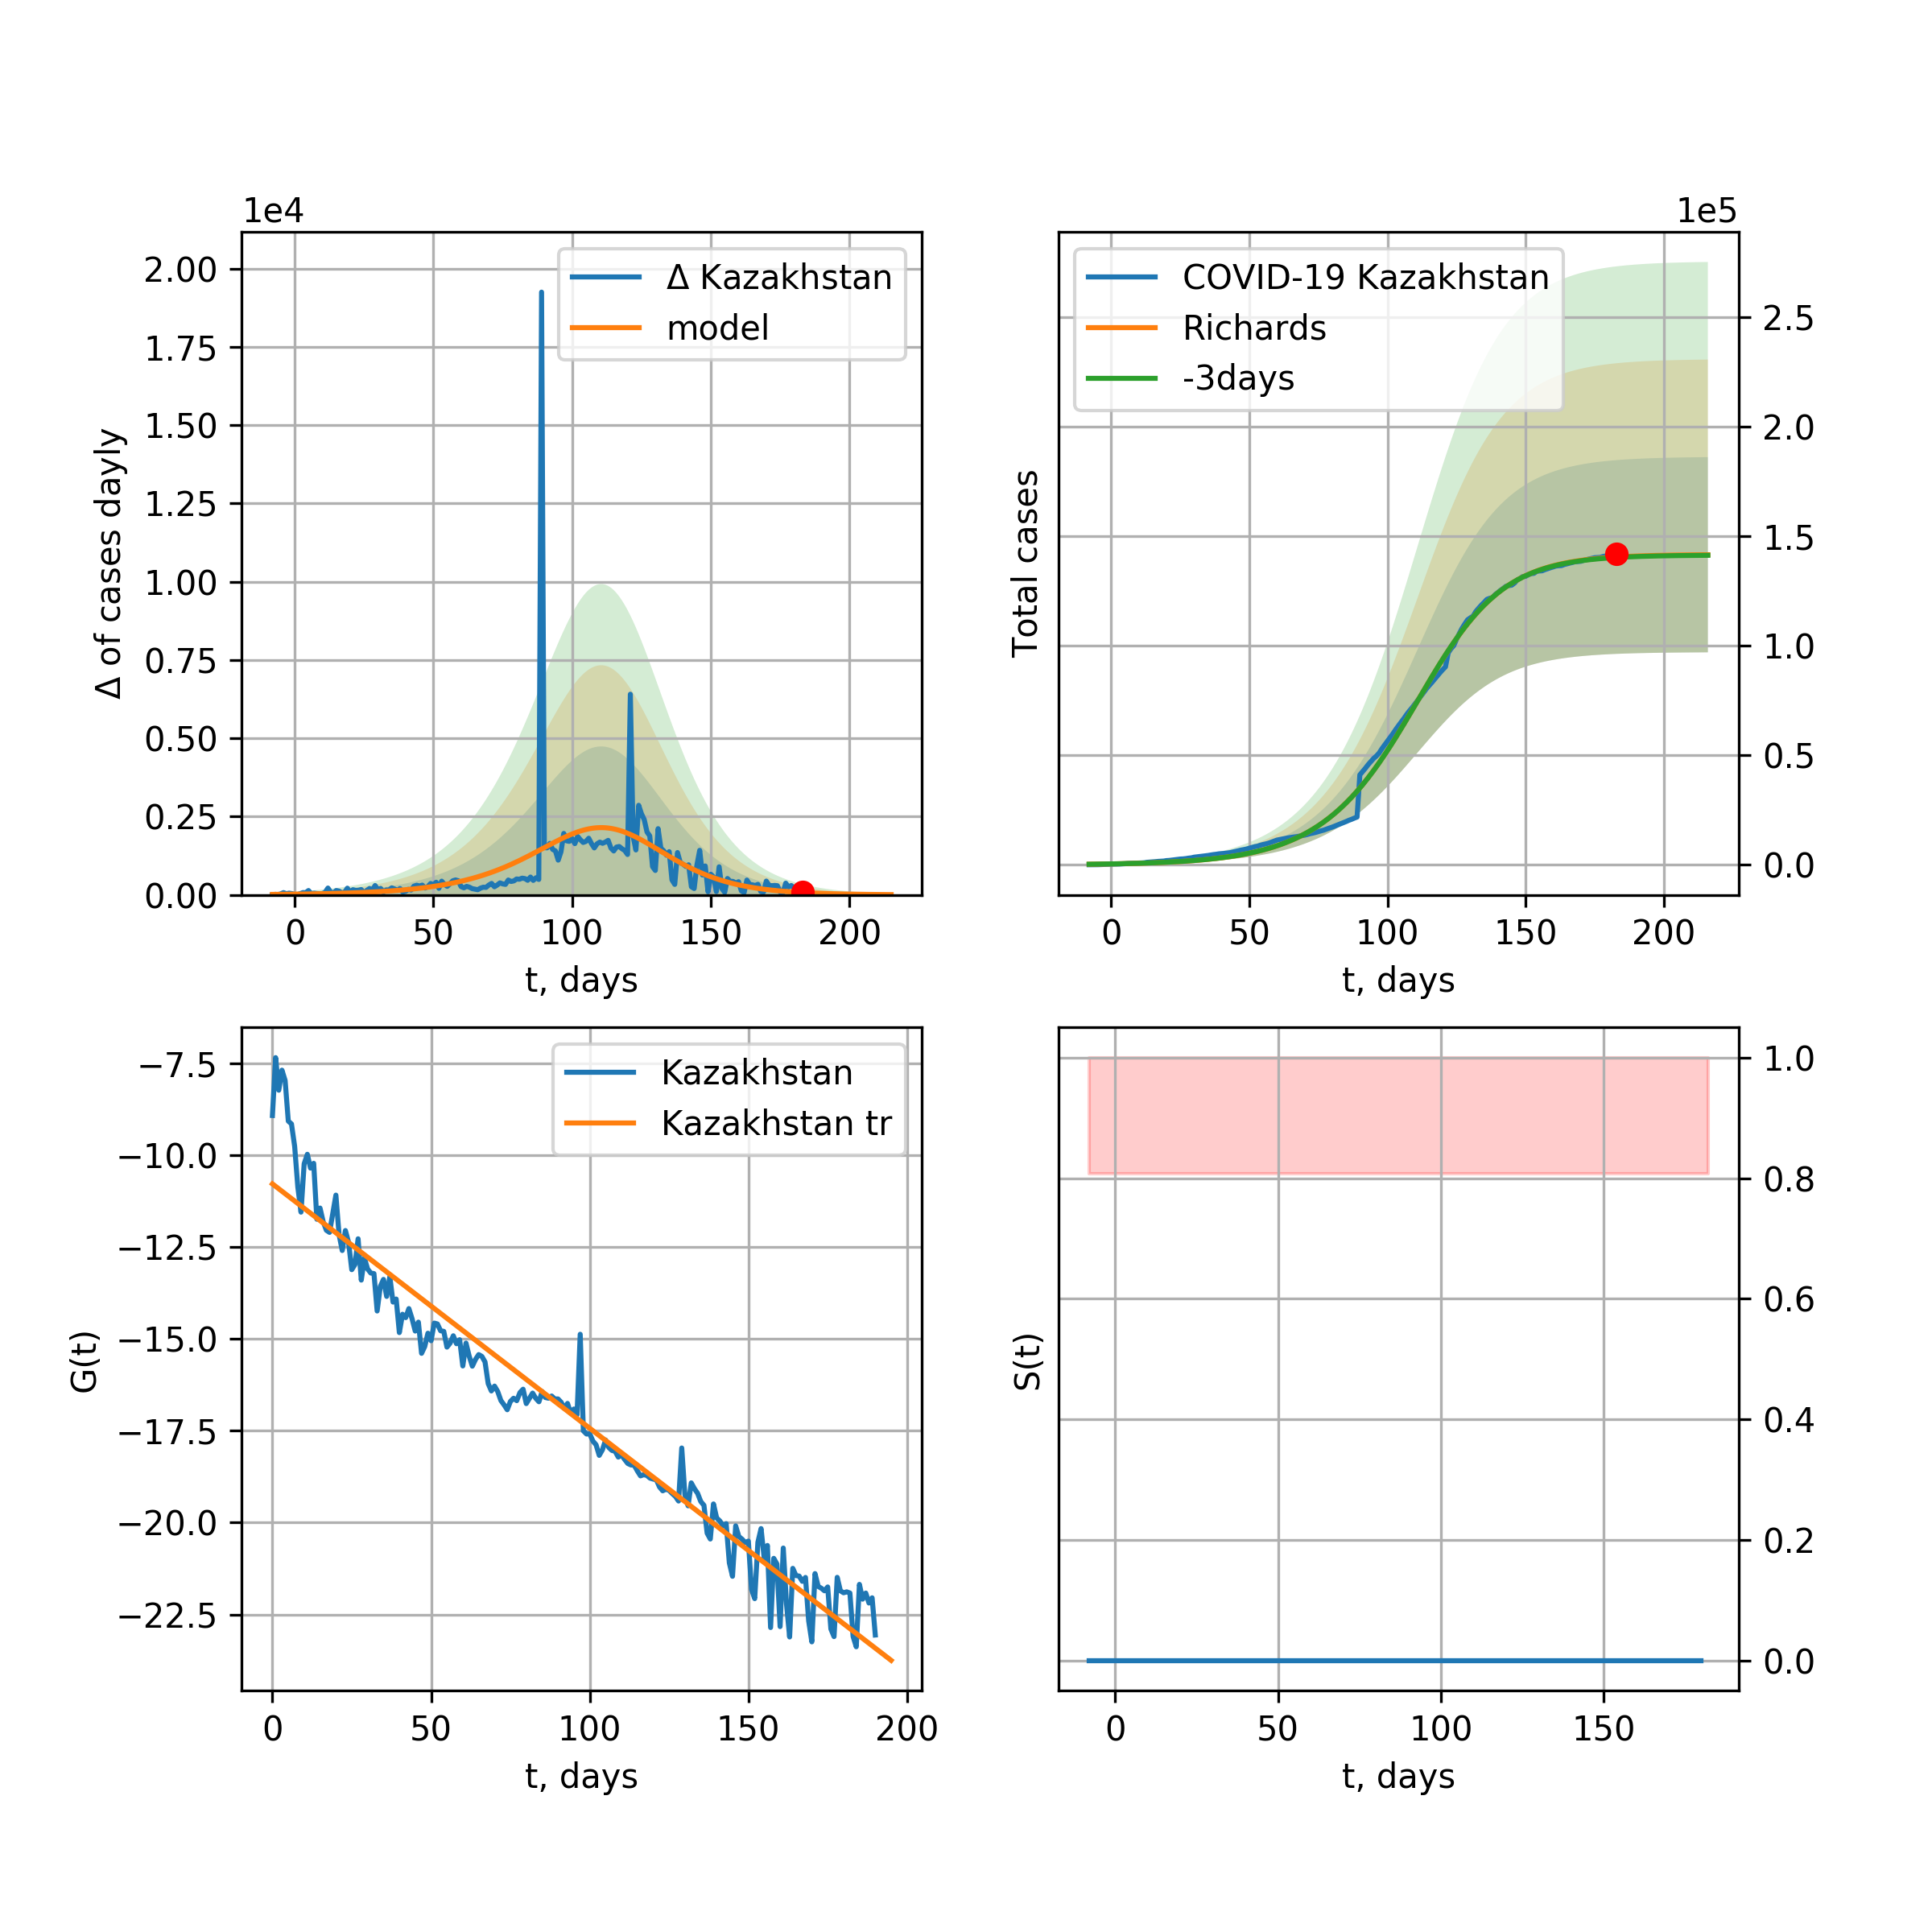 1e4
2.00
1.75
1.50
1.25
1.00
0.75
0.50
0.25
0.00
Δ of cases dayly
Δ Kazakhstan
model
0 50 100 150 200
t, days
1e5
COVID-19 Kazakhstan
Richards
-3days
Total cases
2.5
2.0
1.5
1.0
0.5
0.0
0 50 100 150 200
t, days
−7.5
−10.0
−12.5
−15.0
−17.5
−20.0
−22.5
G(t)
Kazakhstan
Kazakhstan tr
0 50 100 150 200
t, days
S(t)
1.0
0.8
0.6
0.4
0.2
0.0
0 50 100 150
t, days